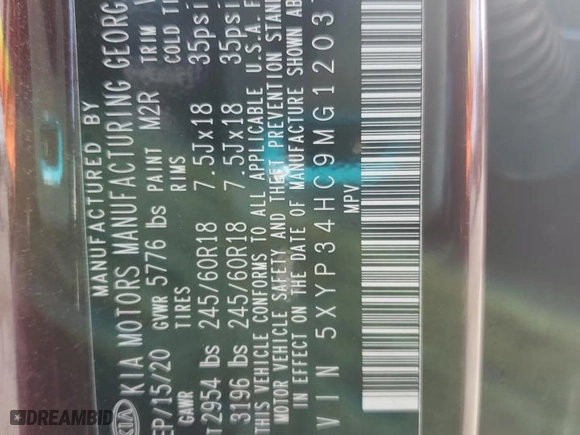 MANUFACTURED BY
KIA MOTORS MANUFACTURING GEORG
EP/15/20 GVWR 5776 lbs PAINT M2R TRIM
GAWR TIRES RIMS COLD TI
T 2954 lbs 245/60R18 7.5Jx18 35psi
3196 lbs 245/60R18 7.5Jx18 35psi
THIS VEHICLE CONFORMS TO ALL APPLICABLE U.S.A. F
MOTOR VEHICLE SAFETY AND THEFT PREVENTION STAND
IN EFFECT ON THE DATE OF MANUFACTURE SHOWN AB
VIN 5XYP34HC9MG1203
MPV
KIA
DREAMBID